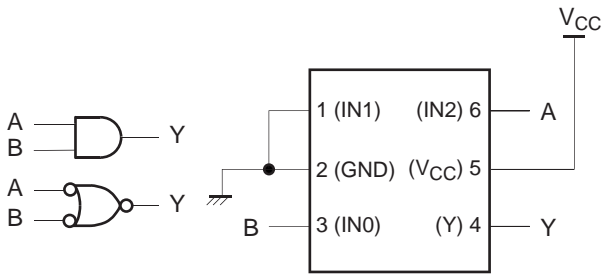 VCC
1 (IN1) (IN2) 6 A
A
B Y
2 (GND) (VCC) 5
A
B Y
B 3 (IN0) (Y) 4 Y